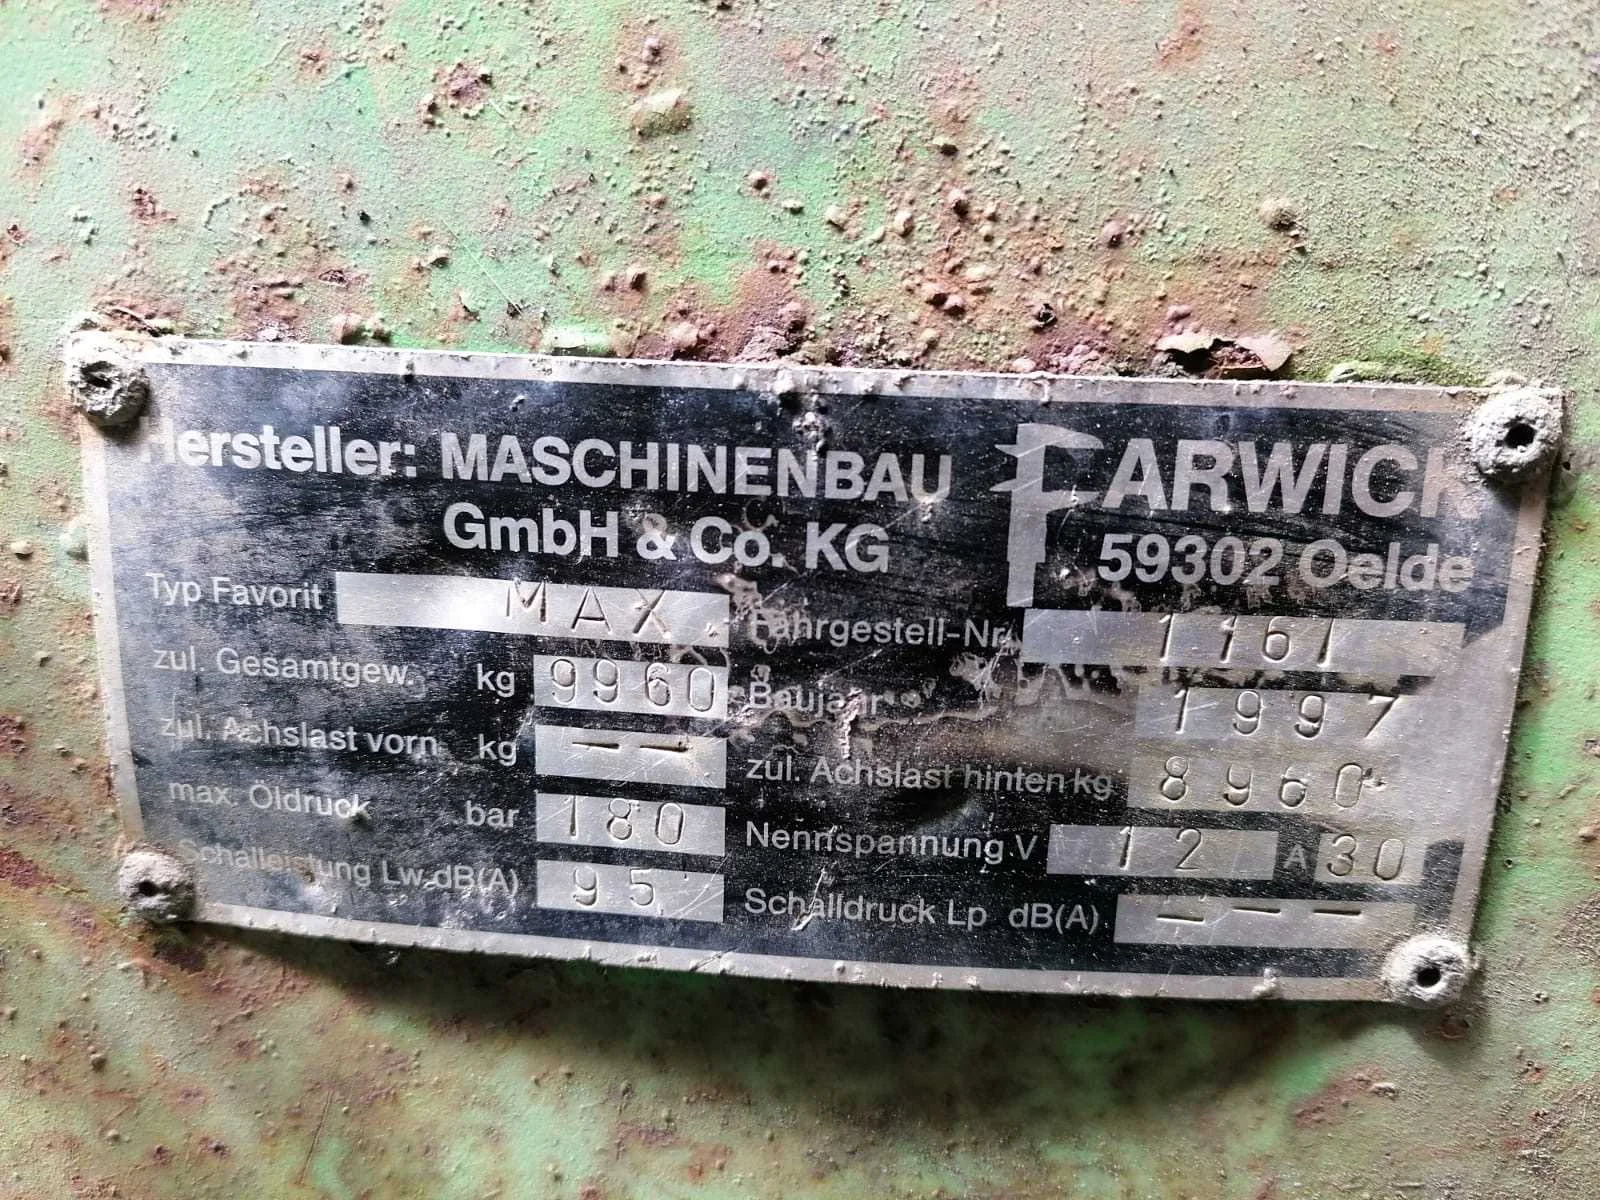 Hersteller: MASCHINENBAU FARWICK
GmbH & Co. KG 59302 Oelde
Typ Favorit MAX Fahrgestell-Nr. 1161
zul. Gesamtgew. kg 9960 Baujahr 1997
zul. Achslast vorn kg -- zul. Achslast hinten kg 8960
max. Öldruck bar 180 Nennspannung V 12 A 30
Schalleistung Lw dB(A) 95 Schalldruck Lp dB(A) ---